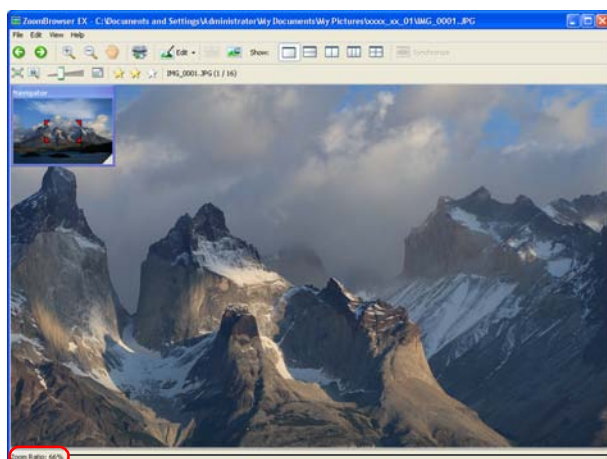 ZoomBrowser EX - C:\Documents and Settings\Administrator\My Documents\My Pictures\xxxx_xx_01\IMG_0001.JPG
File Edit View Help
Edit Show: Synchronize
IMG_0001.JPG (1 / 16)
Navigator
Zoom Ratio: 66%